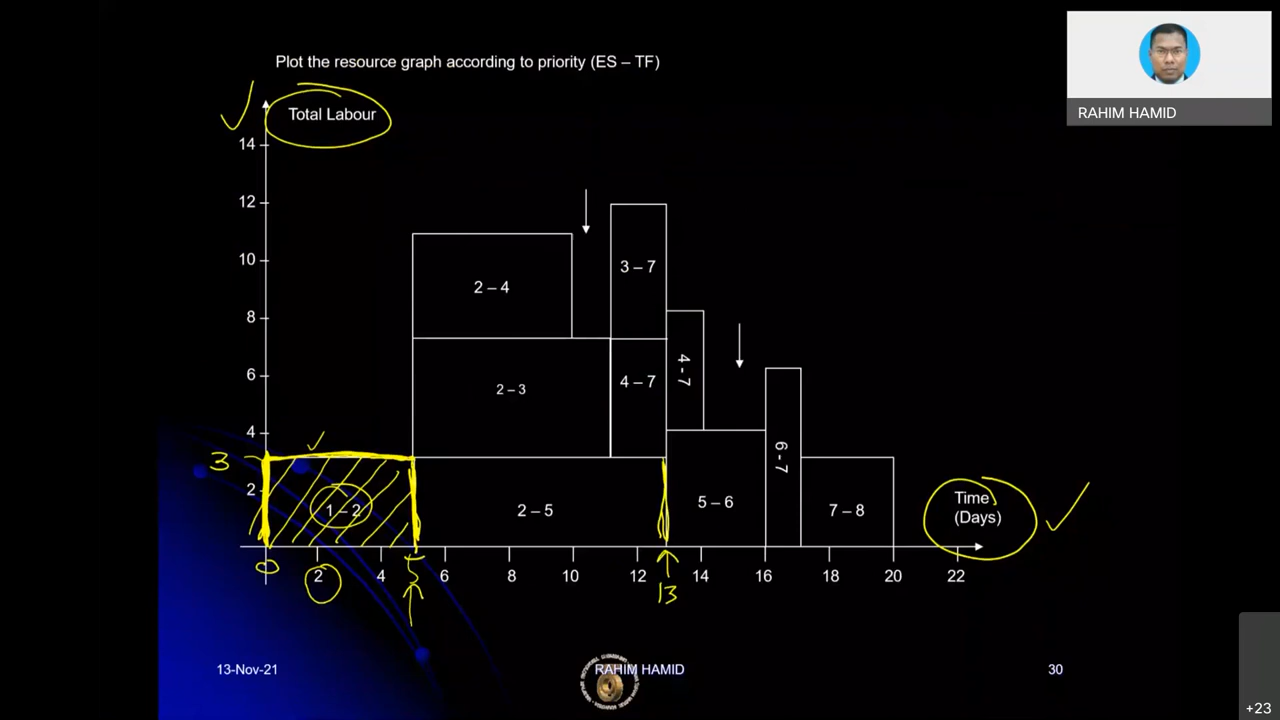 Plot the resource graph according to priority (ES – TF)
Total Labour
RAHIM HAMID
14
12
10
8
6
4
3
2
2 – 4
3 – 7
2 – 3
4 – 7
4 - 7
1 – 2
2 – 5
5 – 6
6 - 7
7 – 8
Time
(Days)
0
2
4
5
6
8
10
12
13
14
16
18
20
22
13-Nov-21
RAHIM HAMID
30
+23